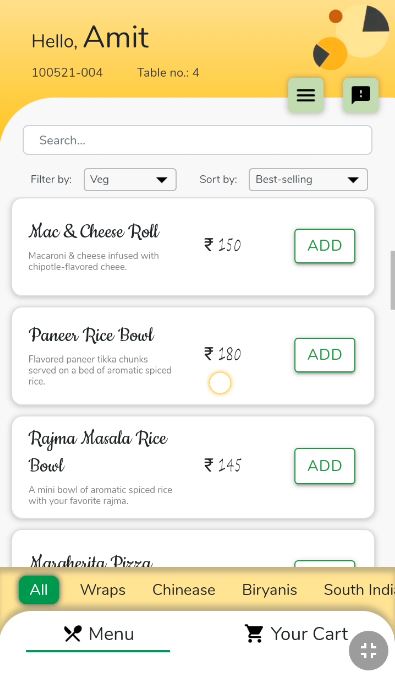 Hello, Amit
100521-004 Table no.: 4
Search...
Filter by: Veg Sort by: Best-selling
Mac & Cheese Roll
Macaroni & cheese infused with
chipotle-flavored cheee.
₹ 150
ADD
Paneer Rice Bowl
Flavored paneer tikka chunks
served on a bed of aromatic spiced
rice.
₹ 180
ADD
Rajma Masala Rice
Bowl
A mini bowl of aromatic spiced rice
with your favorite rajma.
₹ 145
ADD
Margherita Pizza
All Wraps Chinease Biryanis South Indi
Menu Your Cart